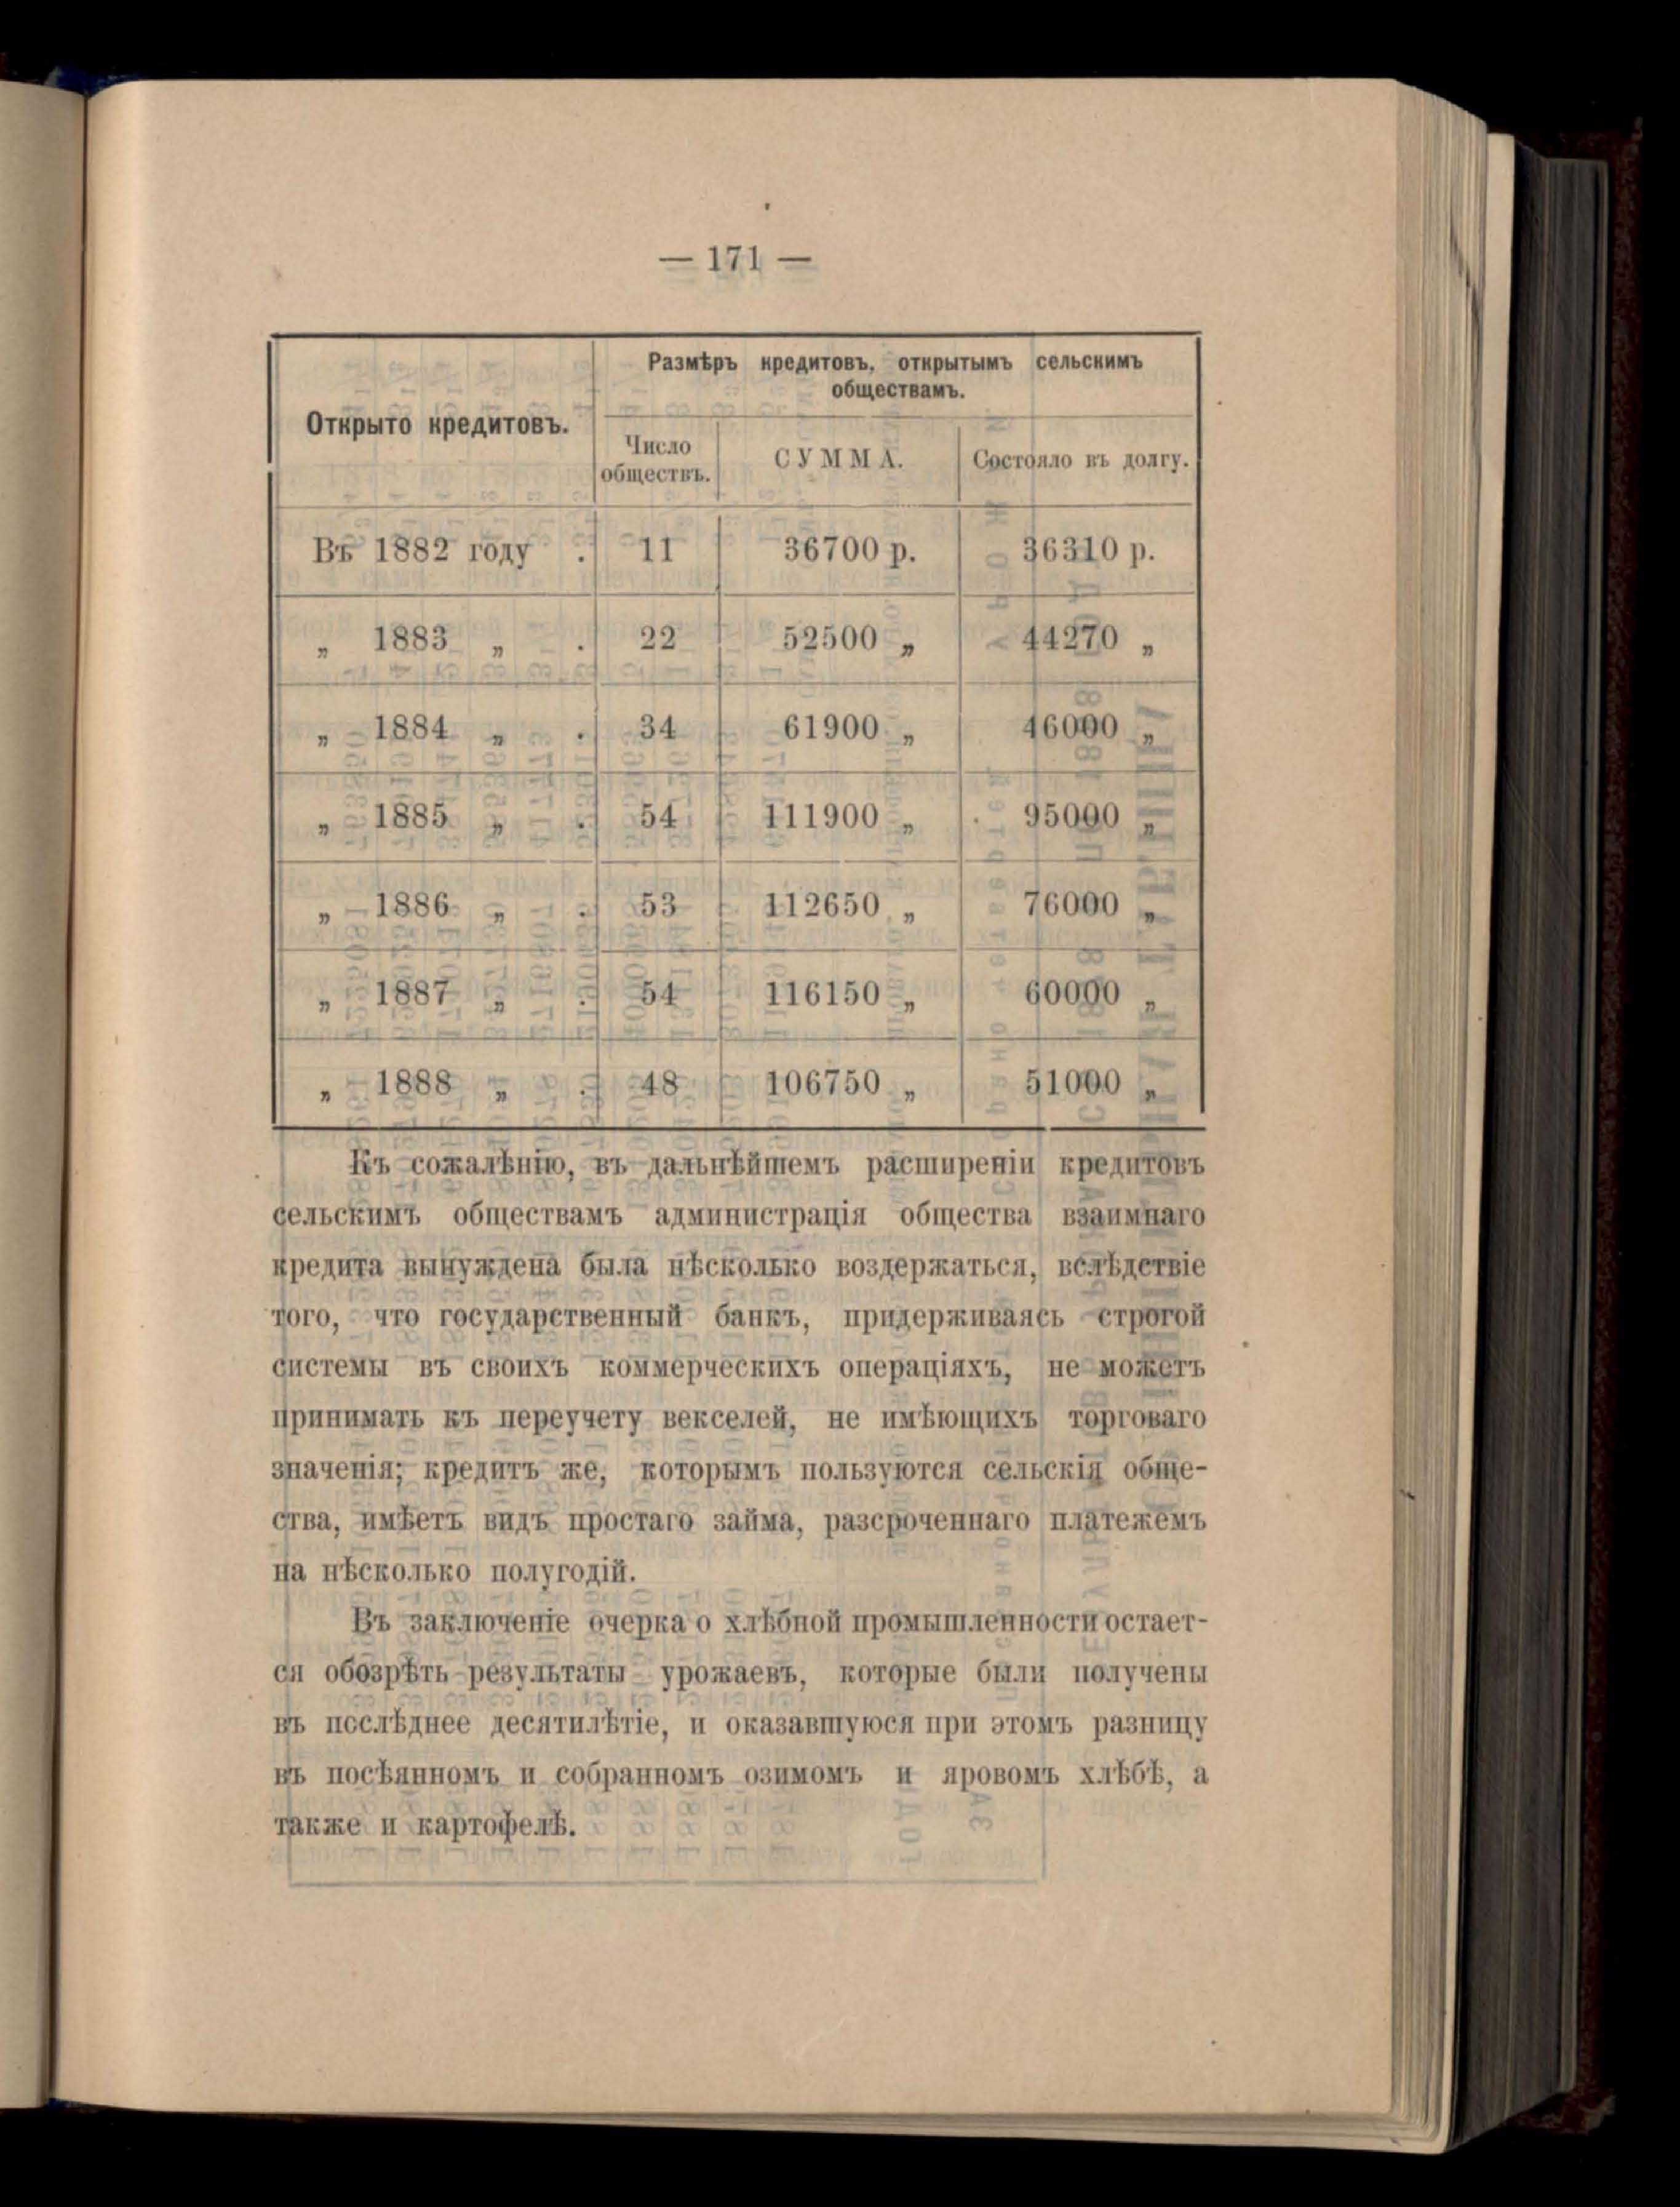 — 171 —
Размѣръ кредитовъ, открытымъ сельскимъ
обществамъ.
Открыто кредитовъ.
Число
обществъ.
СУММА.
Состояло въ долгу.
Въ 1882 году . 11 36700 р. 36310 р.
„ 1883 „ . 22 52500 „ 44270 „
„ 1884 „ . 34 61900 „ 46000 „
„ 1885 „ . 54 111900 „ 95000 „
„ 1886 „ . 53 112650 „ 76000 „
„ 1887 „ . 54 116150 „ 60000 „
„ 1888 „ . 48 106750 „ 51000 „
Къ сожалѣнію, въ дальнѣйшемъ расширеніи кредитовъ
сельскимъ обществамъ администрація общества взаимнаго
кредита вынуждена была нѣсколько воздержаться, вслѣдствіе
того, что государственный банкъ, придерживаясь строгой
системы въ своихъ коммерческихъ операціяхъ, не можетъ
принимать къ переучету векселей, не имѣющихъ торговаго
значенія; кредитъ же, которымъ пользуются сельскія обще-
ства, имѣетъ видъ простаго займа, разсроченнаго платежемъ
на нѣсколько полугодій.
Въ заключеніе очерка о хлѣбной промышленности остает-
ся обозрѣть результаты урожаевъ, которые были получены
въ послѣднее десятилѣтіе, и оказавшуюся при этомъ разницу
въ посѣянномъ и собранномъ озимомъ и яровомъ хлѣбѣ, а
также и картофелѣ.